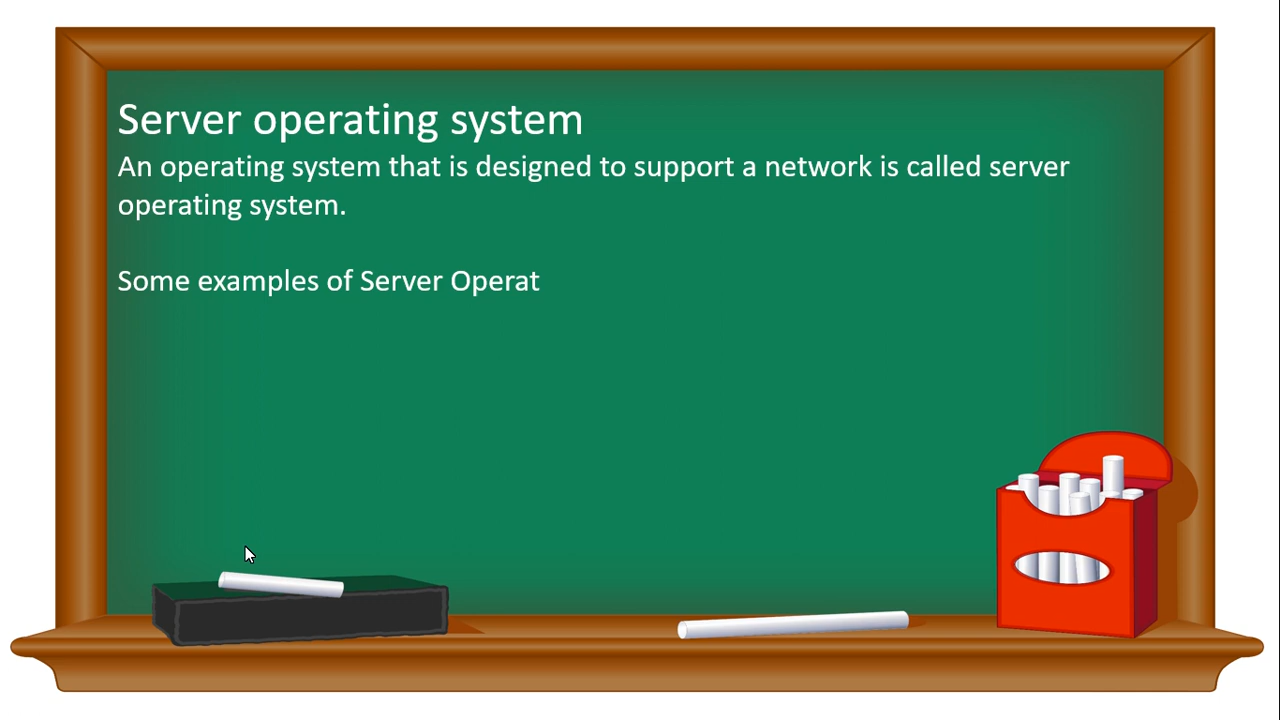 Server operating system
An operating system that is designed to support a network is called server
operating system.
Some examples of Server Operat